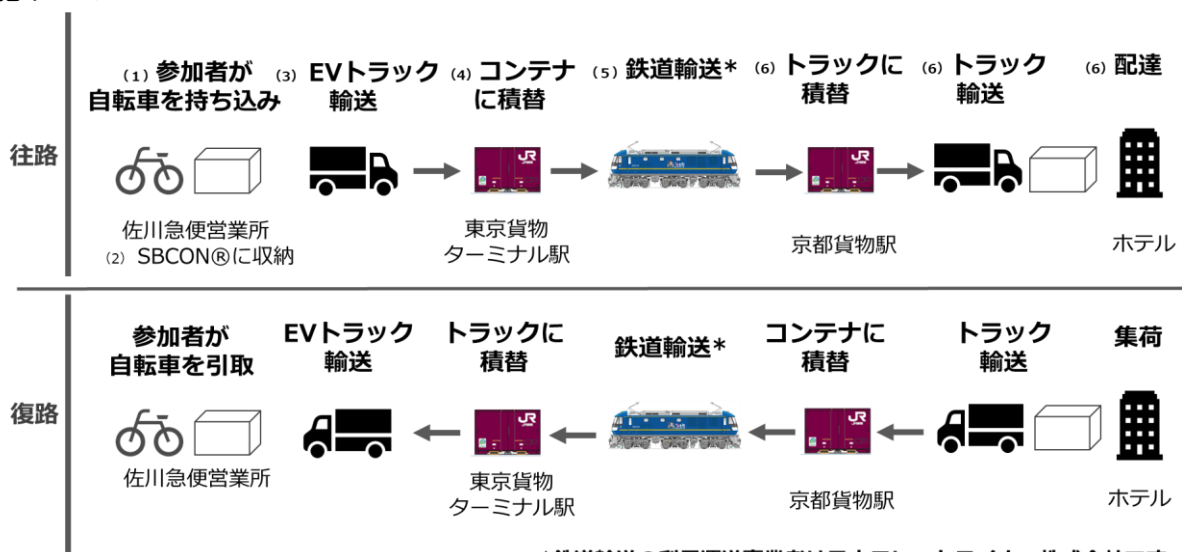 (1) 参加者が
自転車を持ち込み
(3) EVトラック
輸送
(4) コンテナ
に積替
(5) 鉄道輸送*
(6) トラックに
積替
(6) トラック
輸送
(6) 配達
往路
JR
JR
佐川急便営業所
(2) SBCON®に収納
東京貨物
ターミナル駅
京都貨物駅
ホテル
参加者が
自転車を引取
EVトラック
輸送
トラックに
積替
鉄道輸送*
コンテナに
積替
トラック
輸送
集荷
復路
JR
JR
佐川急便営業所
東京貨物
ターミナル駅
京都貨物駅
ホテル